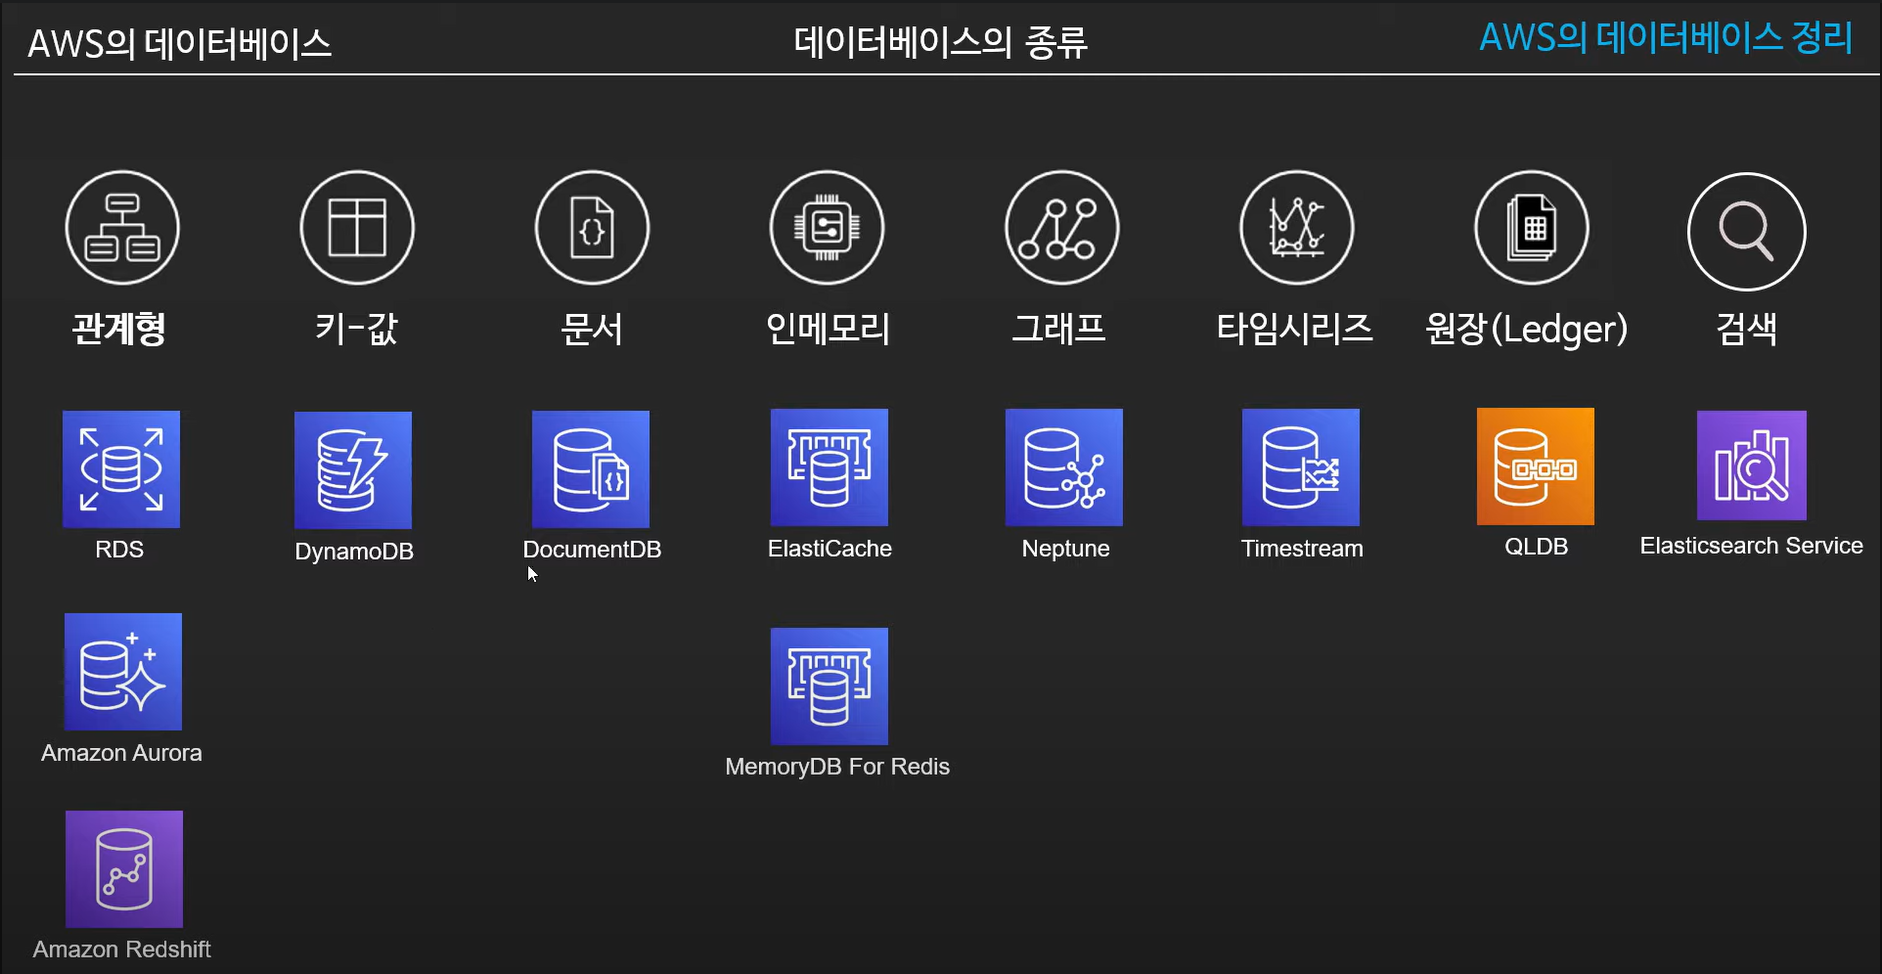 AWS의 데이터베이스
데이터베이스의 종류
AWS의 데이터베이스 정리
관계형
키-값
문서
인메모리
그래프
타임시리즈
원장(Ledger)
검색
RDS
DynamoDB
DocumentDB
ElastiCache
Neptune
Timestream
QLDB
Elasticsearch Service
Amazon Aurora
MemoryDB For Redis
Amazon Redshift